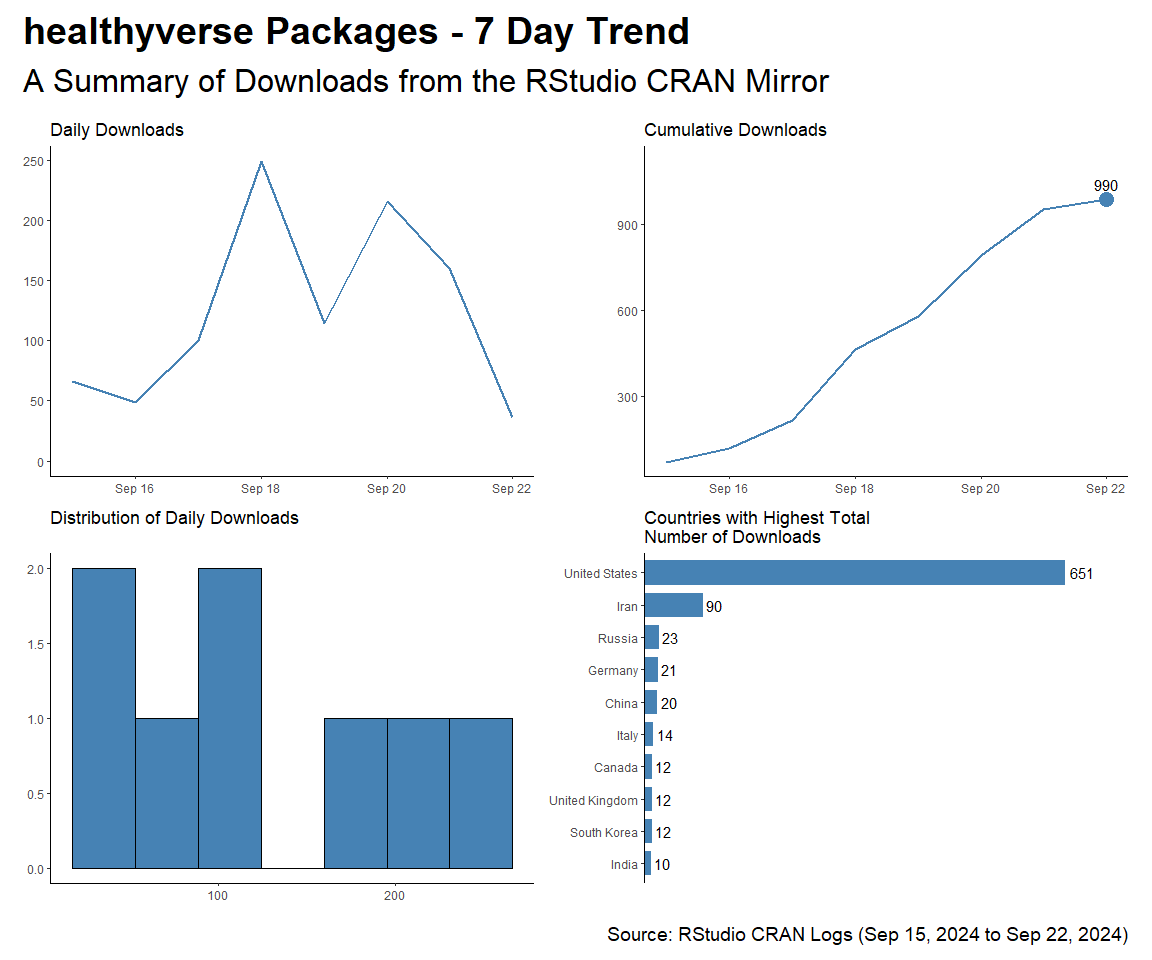 healthyverse Packages - 7 Day Trend
A Summary of Downloads from the RStudio CRAN Mirror
Daily Downloads
250
200
150
100
50
0
Sep 16 Sep 18 Sep 20 Sep 22
Cumulative Downloads
990
900
600
300
Sep 16 Sep 18 Sep 20 Sep 22
Distribution of Daily Downloads
2.0
1.5
1.0
0.5
0.0
100 200
Countries with Highest Total
Number of Downloads
United States 651
Iran 90
Russia 23
Germany 21
China 20
Italy 14
Canada 12
United Kingdom 12
South Korea 12
India 10
Source: RStudio CRAN Logs (Sep 15, 2024 to Sep 22, 2024)